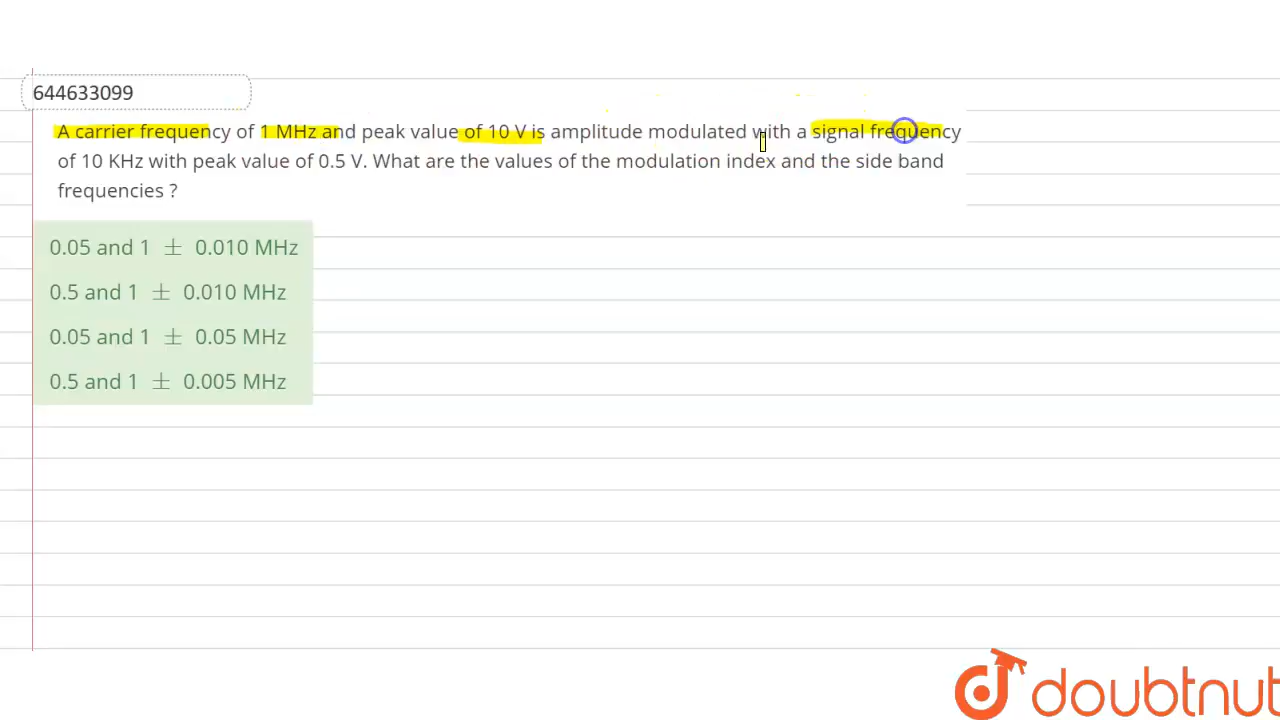 644633099
A carrier frequency of 1 MHz and peak value of 10 V is amplitude modulated with a signal frequency
of 10 KHz with peak value of 0.5 V. What are the values of the modulation index and the side band
frequencies ?
0.05 and 1 ± 0.010 MHz
0.5 and 1 ± 0.010 MHz
0.05 and 1 ± 0.05 MHz
0.5 and 1 ± 0.005 MHz
doubtnut